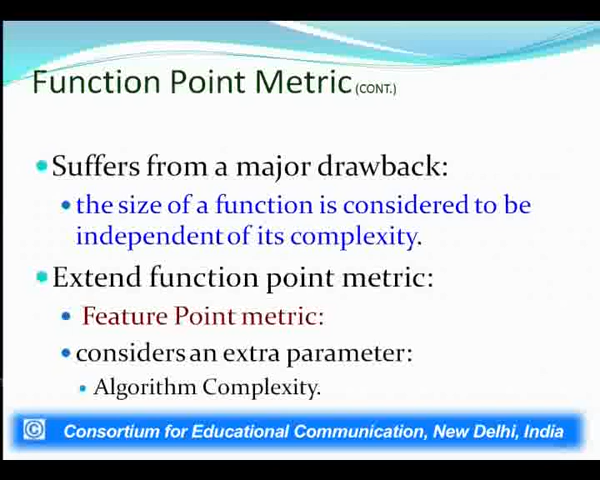 Function Point Metric (CONT.)
Suffers from a major drawback:
the size of a function is considered to be
independent of its complexity.
Extend function point metric:
Feature Point metric:
considers an extra parameter:
Algorithm Complexity.
© Consortium for Educational Communication, New Delhi, India